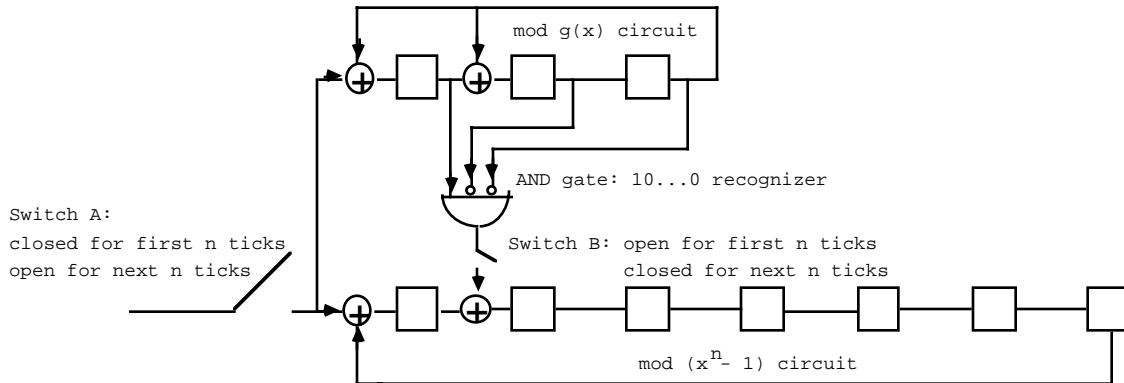 mod g(x) circuit
AND gate: 10...0 recognizer
Switch A:
closed for first n ticks
open for next n ticks
Switch B: open for first n ticks
closed for next n ticks
mod (xⁿ- 1) circuit